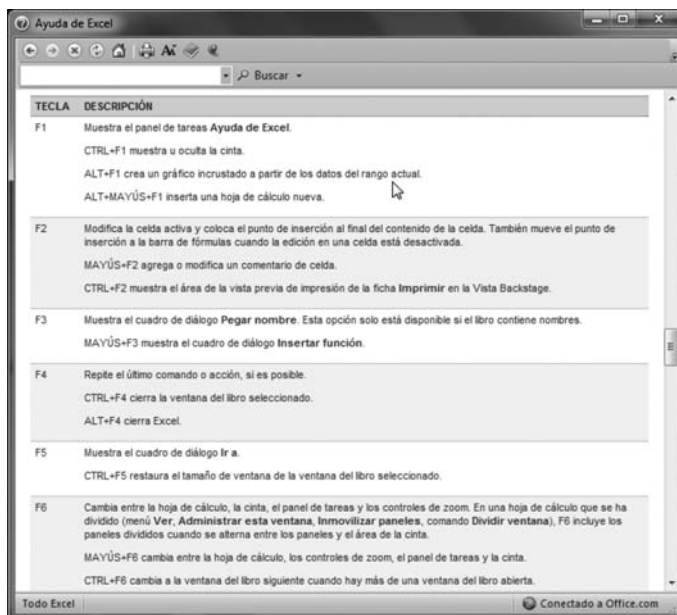 Ayuda de Excel
Buscar
TECLA DESCRIPCIÓN
F1 Muestra el panel de tareas Ayuda de Excel.
CTRL+F1 muestra u oculta la cinta.
ALT+F1 crea un gráfico incrustado a partir de los datos del rango actual.
ALT+MAYÚS+F1 inserta una hoja de cálculo nueva.
F2 Modifica la celda activa y coloca el punto de inserción al final del contenido de la celda. También mueve el punto de
inserción a la barra de fórmulas cuando la edición en una celda está desactivada.
MAYÚS+F2 agrega o modifica un comentario de celda.
CTRL+F2 muestra el área de la vista previa de impresión de la ficha Imprimir en la Vista Backstage.
F3 Muestra el cuadro de diálogo Pegar nombre. Esta opción solo está disponible si el libro contiene nombres.
MAYÚS+F3 muestra el cuadro de diálogo Insertar función.
F4 Repite el último comando o acción, si es posible.
CTRL+F4 cierra la ventana del libro seleccionado.
ALT+F4 cierra Excel.
F5 Muestra el cuadro de diálogo Ir a.
CTRL+F5 restaura el tamaño de ventana de la ventana del libro seleccionado.
F6 Cambia entre la hoja de cálculo, la cinta, el panel de tareas y los controles de zoom. En una hoja de cálculo que se ha
dividido (menú Ver, Administrar esta ventana, Inmovilizar paneles, comando Dividir ventana), F6 incluye los
paneles divididos cuando se alterna entre los paneles y el área de la cinta.
MAYÚS+F6 cambia entre la hoja de cálculo, los controles de zoom, el panel de tareas y la cinta.
CTRL+F6 cambia a la ventana del libro siguiente cuando hay más de una ventana del libro abierta.
Todo Excel Conectado a Office.com